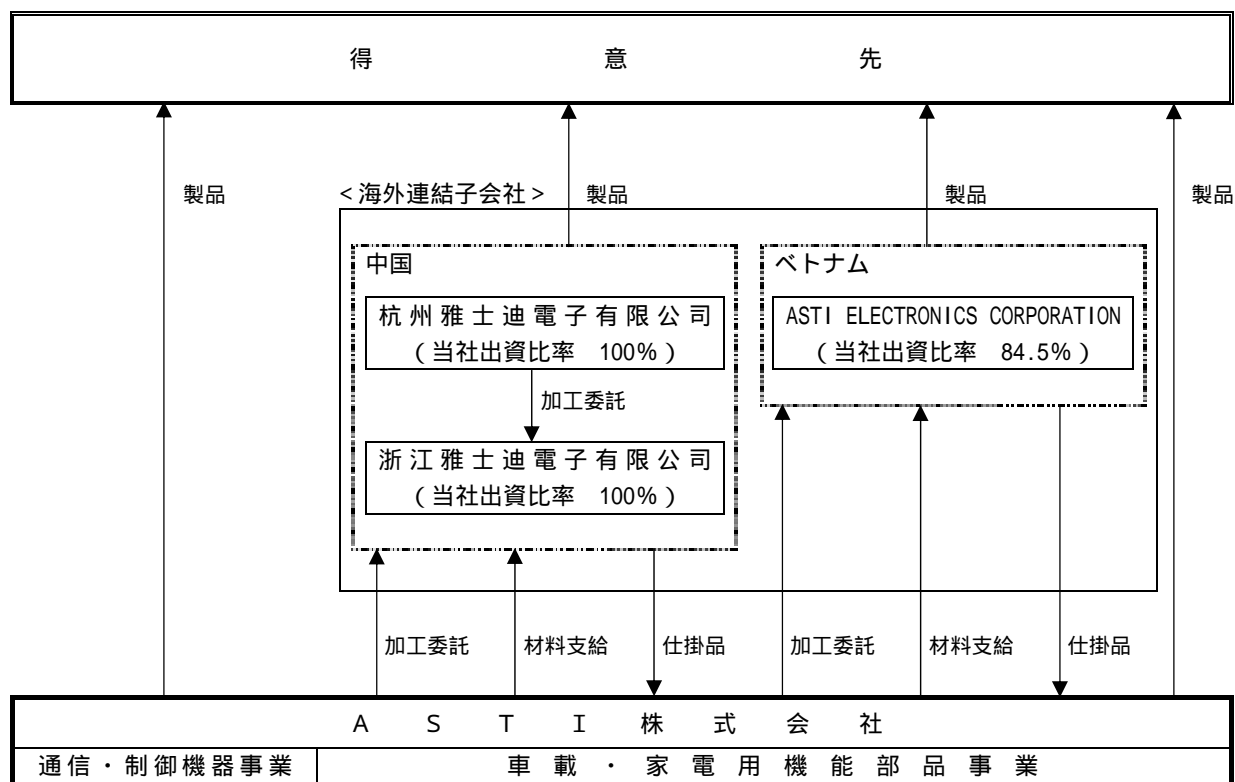 得意先
製品
<海外連結子会社>
製品
製品
製品
中国
杭州雅士迪電子有限公司
(当社出資比率 100%)
加工委託
浙江雅士迪電子有限公司
(当社出資比率 100%)
ベトナム
ASTI ELECTRONICS CORPORATION
(当社出資比率 84.5%)
加工委託
材料支給
仕掛品
加工委託
材料支給
仕掛品
ASTI株式会社
通信・制御機器事業
車載・家電用機能部品事業